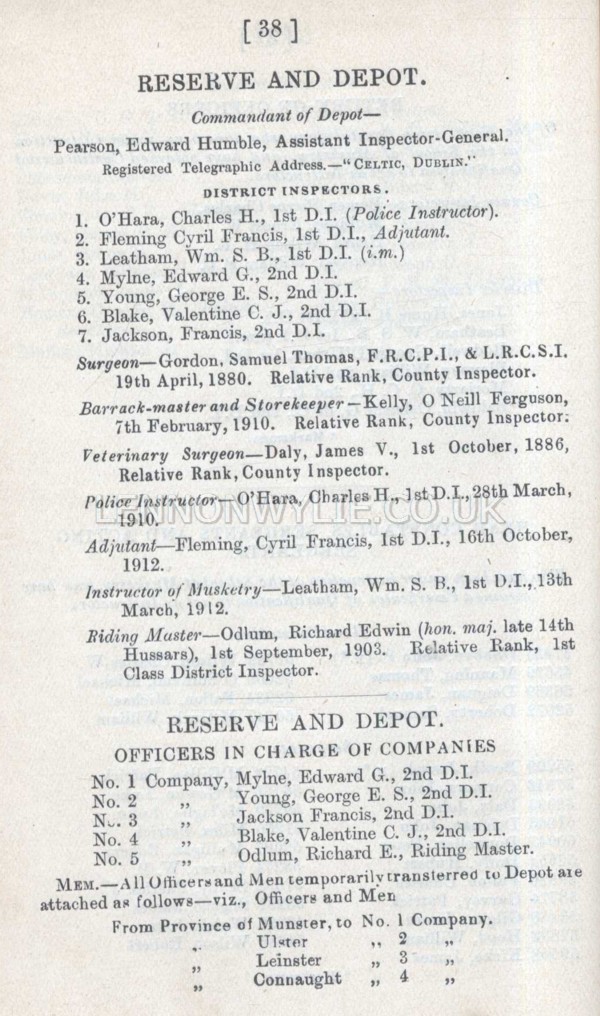 [ 38 ]
RESERVE AND DEPOT.
Commandant of Depot—
Pearson, Edward Humble, Assistant Inspector-General.
Registered Telegraphic Address.—"CELTIC, DUBLIN."
DISTRICT INSPECTORS.
1. O'Hara, Charles H., 1st D.I. (Police Instructor).
2. Fleming Cyril Francis, 1st D.I., Adjutant.
3. Leatham, Wm. S. B., 1st D.I. (i.m.)
4. Mylne, Edward G., 2nd D.I.
5. Young, George E. S., 2nd D.I.
6. Blake, Valentine C. J., 2nd D.I.
7. Jackson, Francis, 2nd D.I.
Surgeon—Gordon, Samuel Thomas, F.R.C.P.I., & L.R.C.S.I.
19th April, 1880. Relative Rank, County Inspector.
Barrack-master and Storekeeper—Kelly, O Neill Ferguson,
7th February, 1910. Relative Rank, County Inspector.
Veterinary Surgeon—Daly, James V., 1st October, 1886,
Relative Rank, County Inspector.
Police Instructor—O'Hara, Charles H., 1st D.I., 28th March,
1910.
LENNONWYLIE.CO.UK
Adjutant—Fleming, Cyril Francis, 1st D.I., 16th October,
1912.
Instructor of Musketry—Leatham, Wm. S. B., 1st D.I., 13th
March, 1912.
Riding Master—Odlum, Richard Edwin (hon. maj. late 14th
Hussars), 1st September, 1903. Relative Rank, 1st
Class District Inspector.
RESERVE AND DEPOT.
OFFICERS IN CHARGE OF COMPANIES
No. 1 Company, Mylne, Edward G., 2nd D.I.
No. 2 „ Young, George E. S., 2nd D.I.
No. 3 „ Jackson Francis, 2nd D.I.
No. 4 „ Blake, Valentine C. J., 2nd D.I.
No. 5 „ Odlum, Richard E., Riding Master.
MEM.—All Officers and Men temporarily transferred to Depot are
attached as follows—viz., Officers and Men
From Province of Munster, to No. 1 Company.
„ Ulster „ 2 „
„ Leinster „ 3 „
„ Connaught „ 4 „